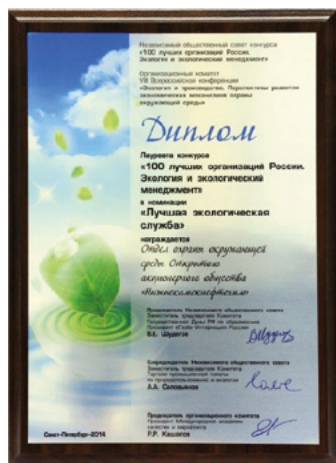 Независимый общественный совет конкурса
«100 лучших организаций России.
Экология и экологический менеджмент»
Организационный комитет
VIII Всероссийской конференции
«Экология и производство. Перспективы развития
экономических механизмов охраны
окружающей среды»
Диплом
Лауреата конкурса
«100 лучших организаций России.
Экология и экологический
менеджмент»
в номинации
«Лучшая экологическая
служба»
награждается
Отдел охраны окружающей
среды Открытого
акционерного общества
«Нижнекамскнефтехим»
Председатель Независимого общественного совета
Заместитель председателя Комитета
Государственной Думы РФ по образованию
Президент
В.Е. Шудегов
Сопредседатель Независимого общественного совета
Заместитель председателя Комитета
Торгово-промышленной палаты
по природопользованию и экологии
А.А. Соловьянов
Председатель организационного комитета
Президент Международной академии
качества и маркетинга
Р.Р. Кашапов
Санкт-Петербург-2014